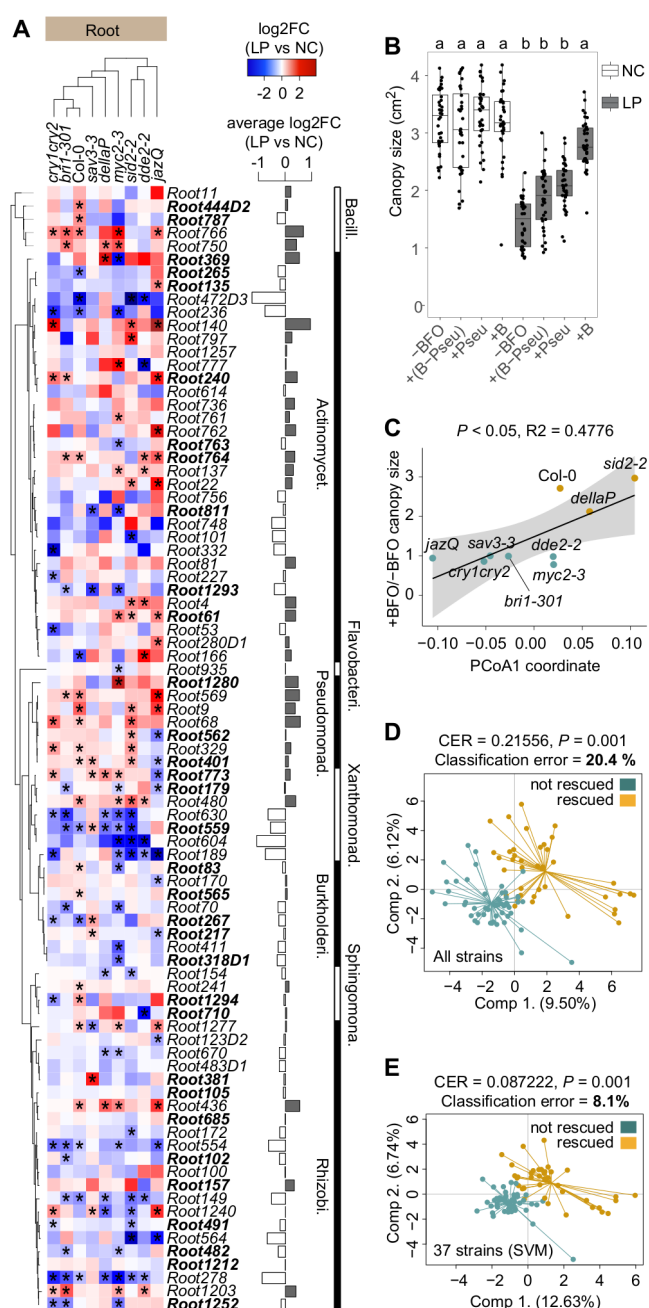 A
Root
log2FC
(LP vs NC)
−2 0 2
average log2FC
(LP vs NC)
−1 0 1
cry1cry2
bri1-301
Col-0
sav3-3
dellaP
myc2-3
sid2-2
dde2-2
jazQ
Root11
Root444D2
Root787
Root766
Root750
Root369
Root265
Root135
Root472D3
Root236
Root140
Root797
Root1257
Root777
Root240
Root614
Root736
Root761
Root762
Root763
Root764
Root137
Root22
Root756
Root811
Root748
Root101
Root332
Root81
Root227
Root1293
Root4
Root61
Root53
Root280D1
Root166
Root935
Root1280
Root569
Root9
Root68
Root562
Root329
Root401
Root773
Root179
Root480
Root630
Root559
Root604
Root189
Root83
Root170
Root565
Root70
Root267
Root217
Root411
Root318D1
Root154
Root241
Root1294
Root710
Root1277
Root123D2
Root670
Root483D1
Root381
Root105
Root436
Root685
Root172
Root554
Root102
Root100
Root157
Root149
Root1240
Root491
Root564
Root482
Root1212
Root278
Root1203
Root1252
Bacill.
Actinomycet.
Flavobacteri.
Pseudomonad.
Xanthomonad.
Burkholderi.
Sphingomona.
Rhizobi.
B
a a a a b b b a
NC
LP
Canopy size (cm2)
4
3
2
1
0
−BFO
+(B−Pseu)
+Pseu
+B
−BFO
+(B−Pseu)
+Pseu
+B
C
P < 0.05, R2 = 0.4776
+BFO/−BFO canopy size
3
2
1
0
sid2-2
Col-0
dellaP
jazQ
sav3-3
dde2-2
cry1cry2
myc2-3
bri1-301
−0.10 −0.05 0.00 0.05 0.10
PCoA1 coordinate
D
CER = 0.21556, P = 0.001
Classification error = 20.4 %
not rescued
rescued
Comp 2. (6.12%)
6
4
2
0
−2
−4
All strains
−4 −2 0 2 4 6
Comp 1. (9.50%)
E
CER = 0.087222, P = 0.001
Classification error = 8.1%
not rescued
rescued
Comp 2. (6.74%)
6
4
2
0
−2
−4
37 strains (SVM)
−4 −2 0 2 4 6
Comp 1. (12.63%)